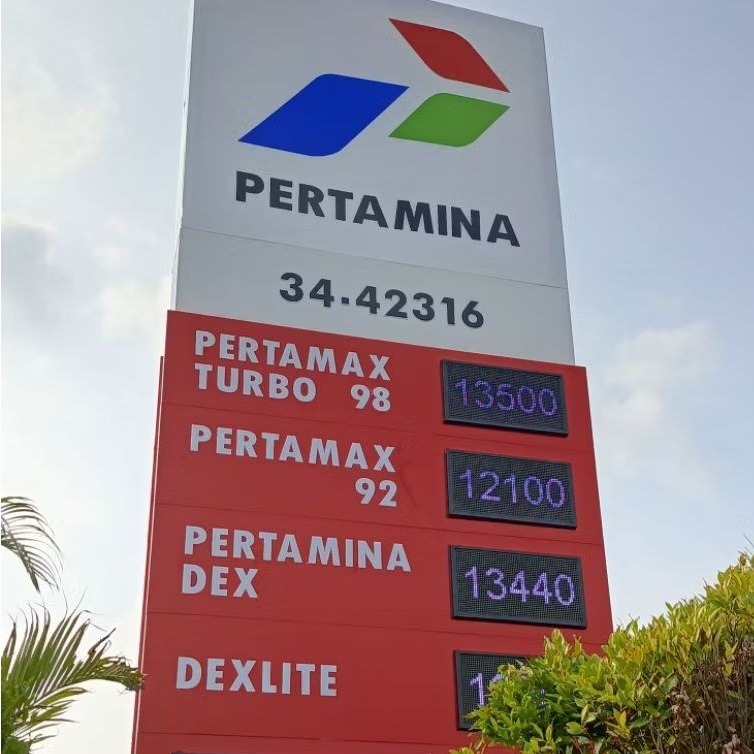 PERTAMINA
34.42316
PERTAMAX
TURBO 98 13500
PERTAMAX
92 12100
PERTAMINA
DEX 13440
DEXLITE